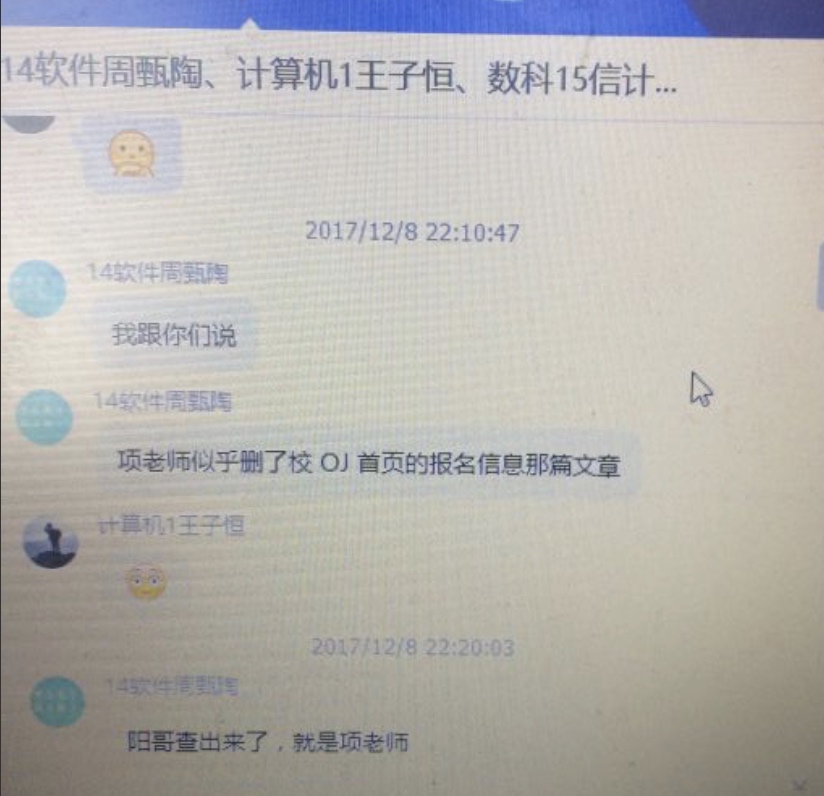 14软件周甄陶、计算机1王子恒、数科15信计...
2017/12/8 22:10:47
14软件周甄陶
我跟你们说
14软件周甄陶
项老师似乎删了校 OJ 首页的报名信息那篇文章
计算机1王子恒
2017/12/8 22:20:03
14软件周甄陶
阳哥查出来了，就是项老师